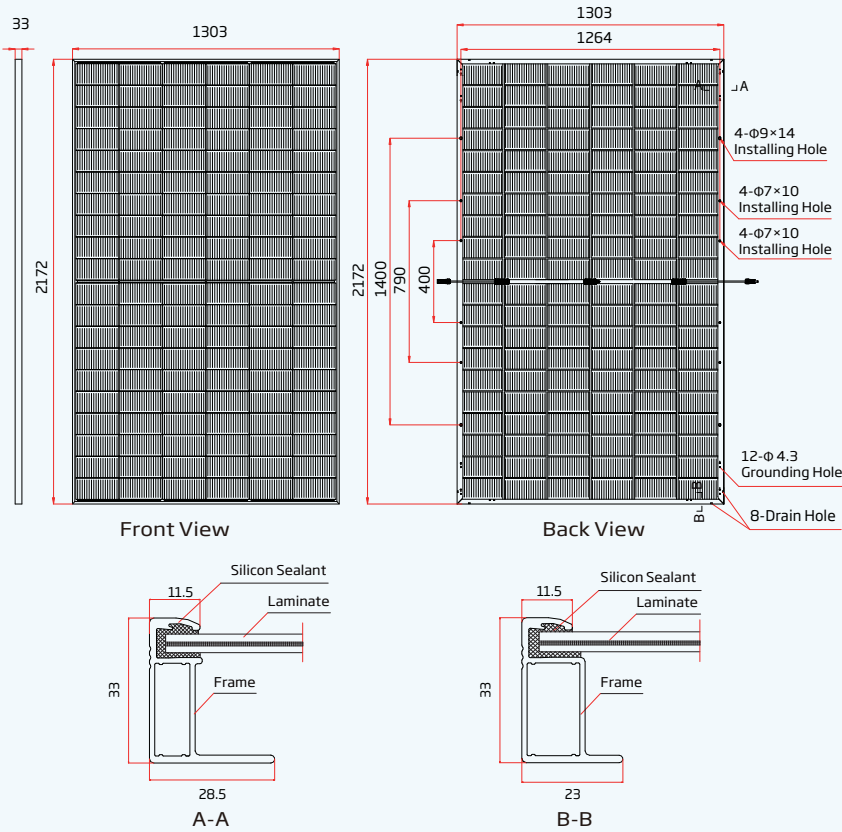 33
1303
2172
Front View
1303
1264
A
A
4-Φ9×14
Installing Hole
4-Φ7×10
Installing Hole
4-Φ7×10
Installing Hole
2172
1400
790
400
12-Φ 4.3
Grounding Hole
8-Drain Hole
B
B
Back View
Silicon Sealant
11.5
Laminate
Frame
33
28.5
A-A
Silicon Sealant
11.5
Laminate
Frame
33
23
B-B